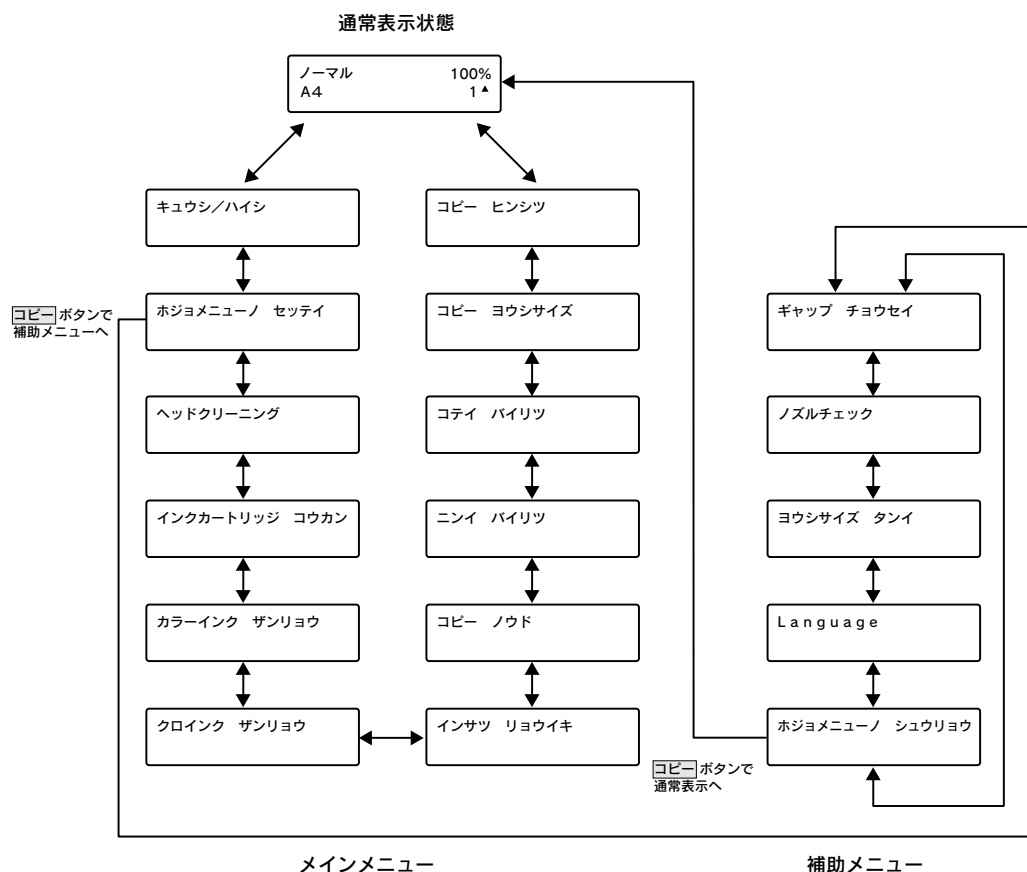 通常表示状態
ノーマル 100%
A4 1▲
キュウシ／ハイシ
コピー ヒンシツ
コピー ボタンで
補助メニューへ
ホジョメニューノ セッテイ
コピー ヨウシサイズ
ギャップ チョウセイ
ヘッドクリーニング
コテイ バイリツ
ノズルチェック
インクカートリッジ コウカン
ニンイ バイリツ
ヨウシサイズ タンイ
カラーインク ザンリョウ
コピー ノウド
Language
クロインク ザンリョウ
インサツ リョウイキ
ホジョメニューノ シュウリョウ
コピー ボタンで
通常表示へ
メインメニュー
補助メニュー